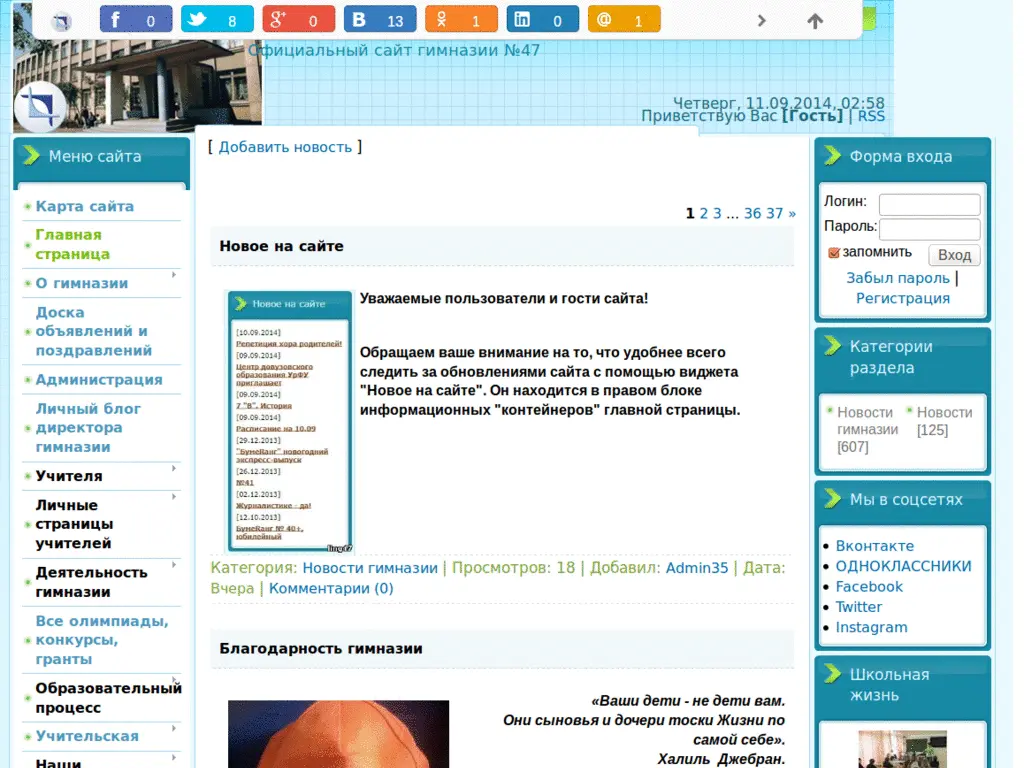 0 8 0 13 1 0 1
Официальный сайт гимназии №47
Четверг, 11.09.2014, 02:58
Приветствую Вас [Гость] | RSS
Меню сайта
Карта сайта
Главная
страница
О гимназии
Доска
объявлений и
поздравлений
Администрация
Личный блог
директора
гимназии
Учителя
Личные
страницы
учителей
Деятельность
гимназии
Все олимпиады,
конкурсы,
гранты
Образовательный
процесс
Учительская
Наши
[ Добавить новость ]
1 2 3 ... 36 37 »
Новое на сайте
Новое на сайте
[10.09.2014]
Репетиция хора родителей!
[09.09.2014]
Центр довузовского
образования УрФУ
приглашает
[09.09.2014]
7 "В". История
[09.09.2014]
Расписание на 10.09
[29.12.2013]
"БумеRанг" новогодний
экспресс-выпуск
[26.12.2013]
№41
[02.12.2013]
Журналистике - да!
[12.10.2013]
БумеRанг № 40+,
юбилейный
Уважаемые пользователи и гости сайта!
Обращаем ваше внимание на то, что удобнее всего
следить за обновлениями сайта с помощью виджета
"Новое на сайте". Он находится в правом блоке
информационных "контейнеров" главной страницы.
Категория: Новости гимназии | Просмотров: 18 | Добавил: Admin35 | Дата:
Вчера | Комментарии (0)
Благодарность гимназии
«Ваши дети - не дети вам.
Они сыновья и дочери тоски Жизни по
самой себе».
Халиль Джебран.
Форма входа
Логин:
Пароль:
запомнить Вход
Забыл пароль |
Регистрация
Категории
раздела
Новости
гимназии
[607]
Новости
[125]
Мы в соцсетях
Вконтакте
ОДНОКЛАССНИКИ
Facebook
Twitter
Instagram
Школьная
жизнь